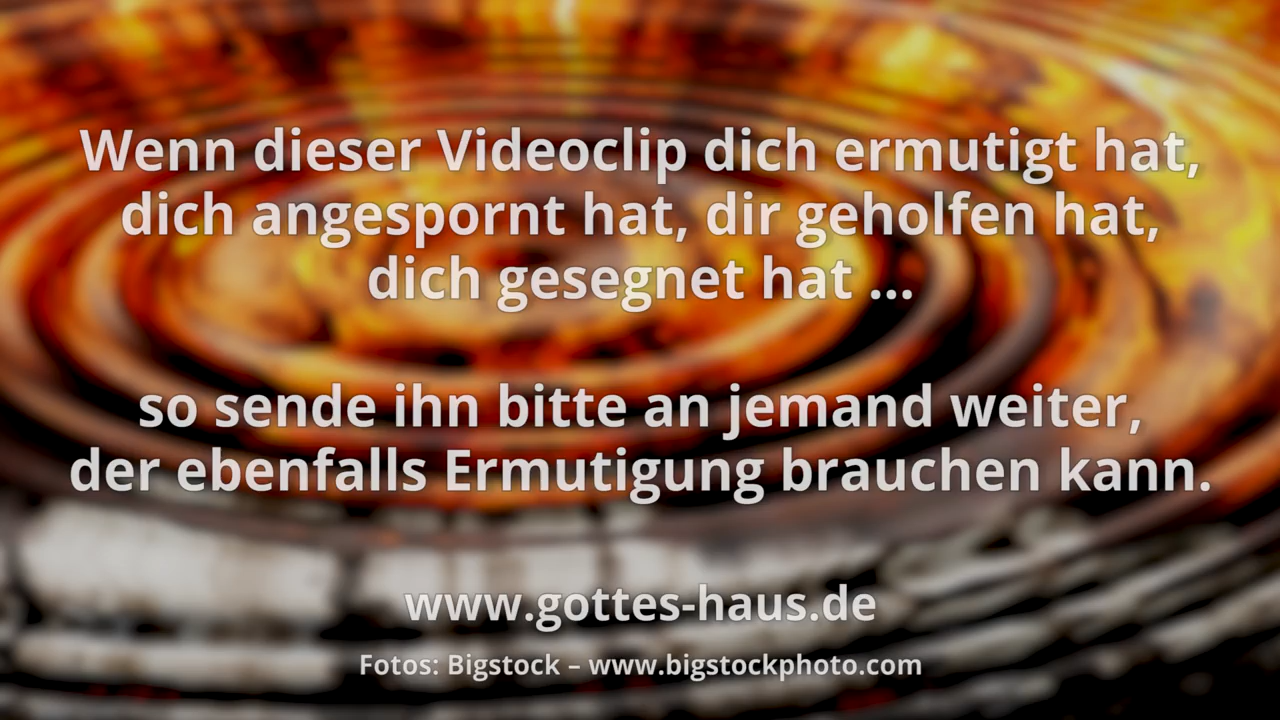 Wenn dieser Videoclip dich ermutigt hat,
dich angespornt hat, dir geholfen hat,
dich gesegnet hat ...
so sende ihn bitte an jemand weiter,
der ebenfalls Ermutigung brauchen kann.
www.gottes-haus.de
Fotos: Bigstock – www.bigstockphoto.com